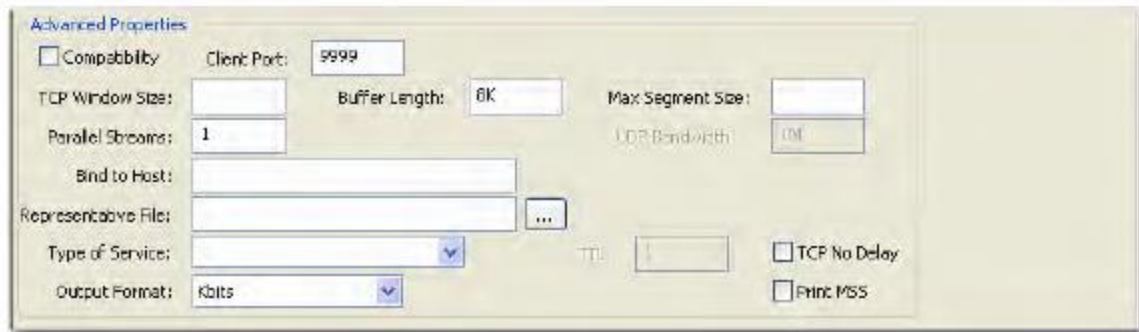 Advanced Properties
Compatibility Client Port: 9999
TCP Window Size: Buffer Length: 8K Max Segment Size:
Parallel Streams: 1 UDP Bandwidth
Bind to Host:
Representative File: ...
Type of Service: TTL 1 TCP No Delay
Output Format: Kbits Print MSS